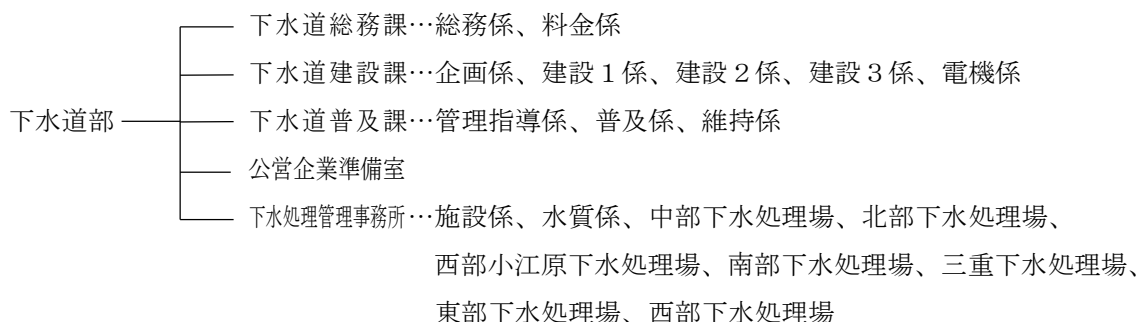 下水道総務課…総務係、料金係
下水道建設課…企画係、建設１係、建設２係、建設３係、電機係
下水道部
下水道普及課…管理指導係、普及係、維持係
公営企業準備室
下水処理管理事務所…施設係、水質係、中部下水処理場、北部下水処理場、
西部小江原下水処理場、南部下水処理場、三重下水処理場、
東部下水処理場、西部下水処理場